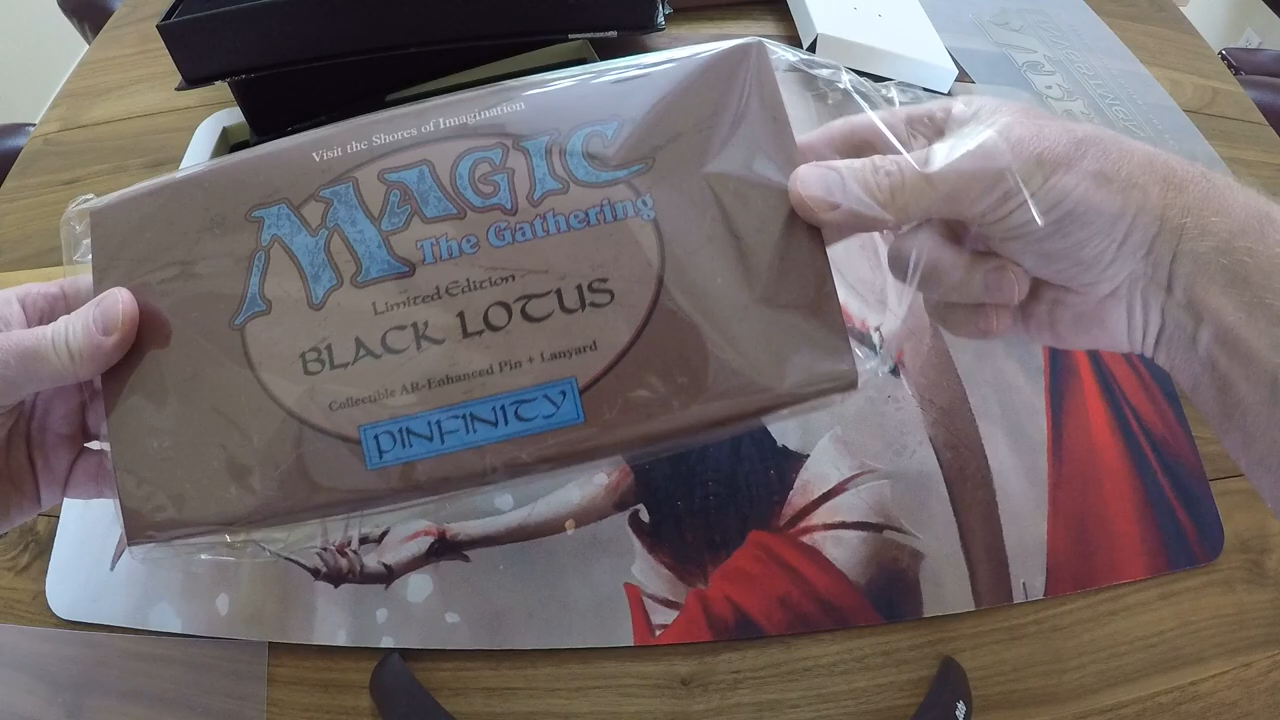 Visit the Shores of Imagination
MAGIC
The Gathering
Limited Edition
BLACK LOTUS
Collectible AR-Enhanced Pin + Lanyard
PINFINITY